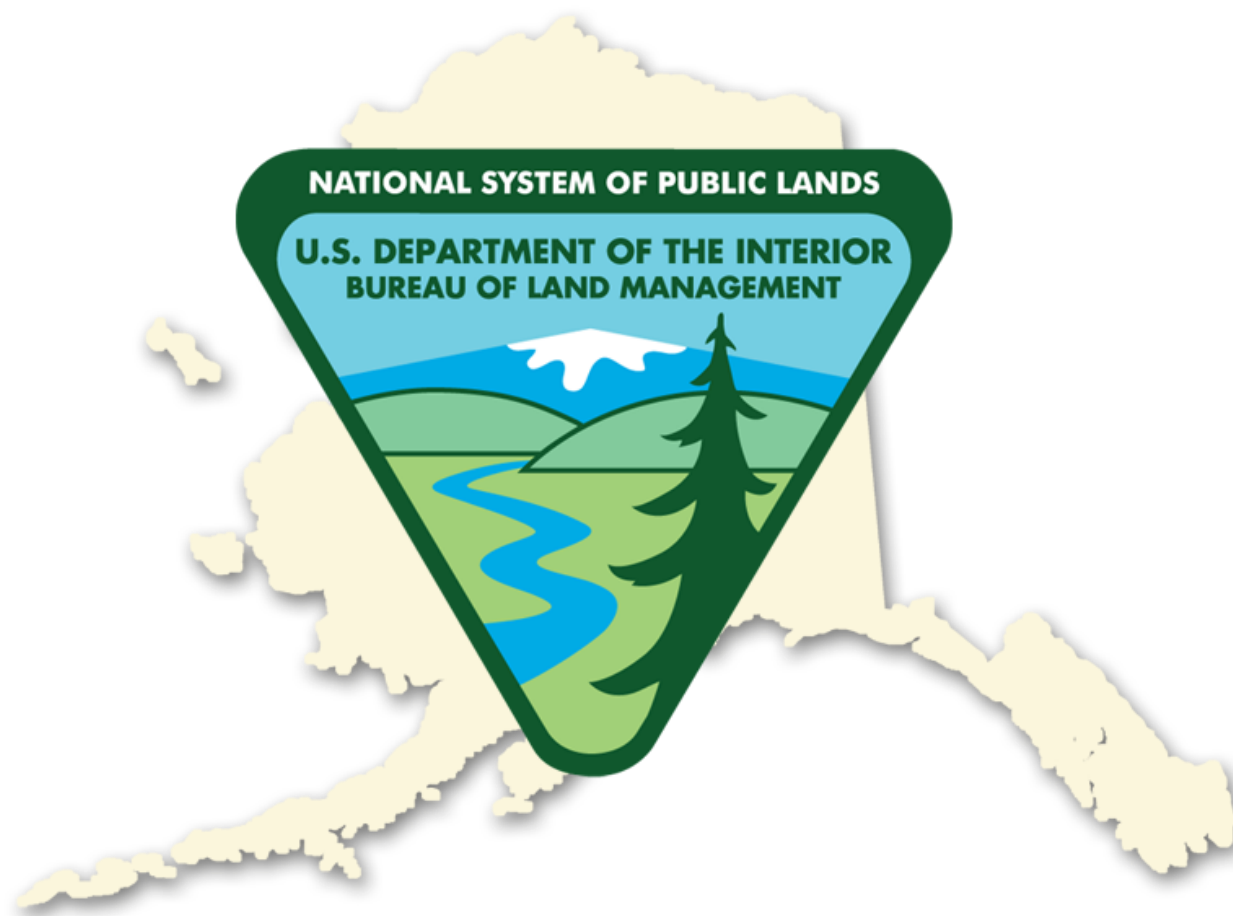 NATIONAL SYSTEM OF PUBLIC LANDS
U.S. DEPARTMENT OF THE INTERIOR
BUREAU OF LAND MANAGEMENT